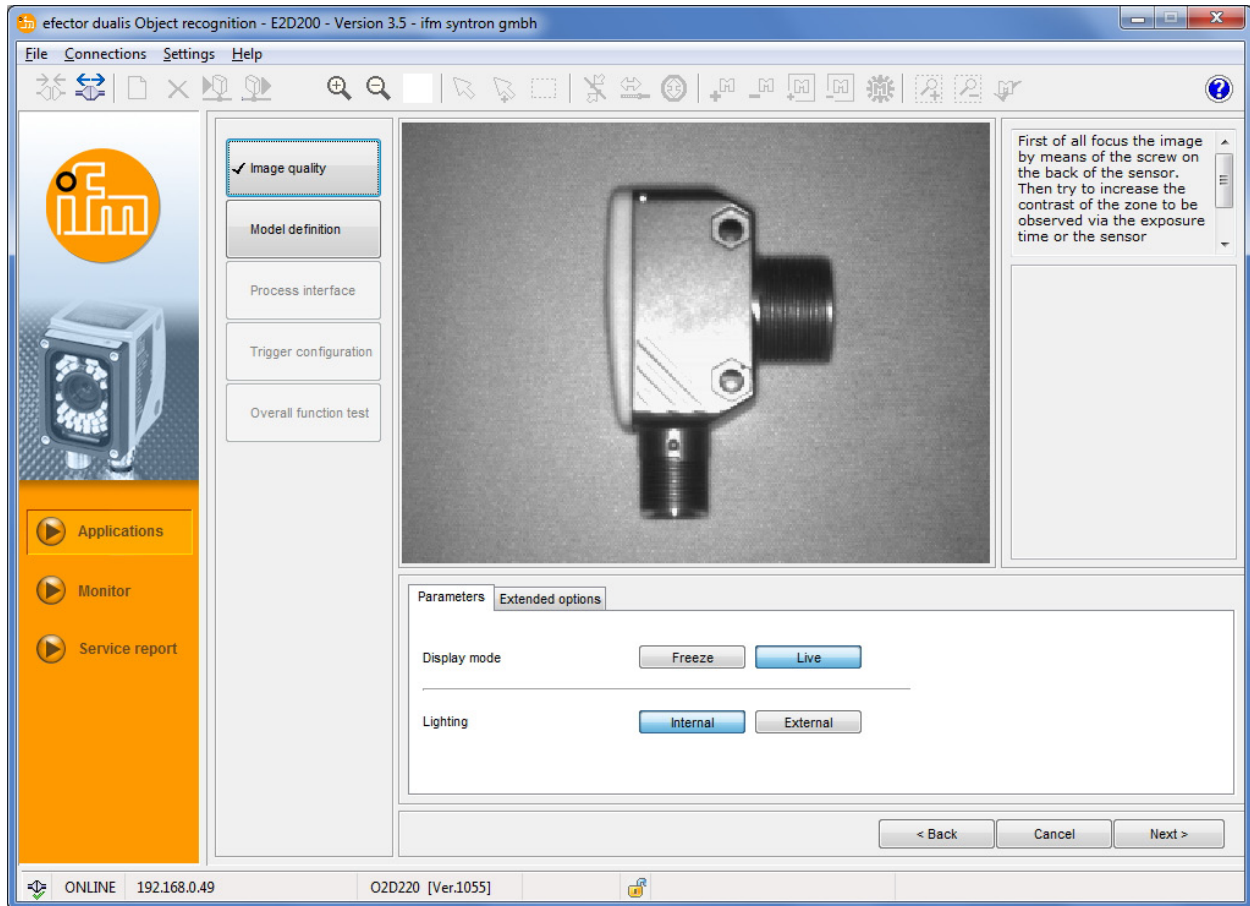 efector dualis Object recognition - E2D200 - Version 3.5 - ifm syntron gmbh
File Connections Settings Help
ifm
Image quality
Model definition
Process interface
Trigger configuration
Overall function test
First of all focus the image
by means of the screw on
the back of the sensor.
Then try to increase the
contrast of the zone to be
observed via the exposure
time or the sensor
Applications
Monitor
Service report
Parameters Extended options
Display mode Freeze Live
Lighting Internal External
< Back Cancel Next >
ONLINE 192.168.0.49 O2D220 [Ver.1055]